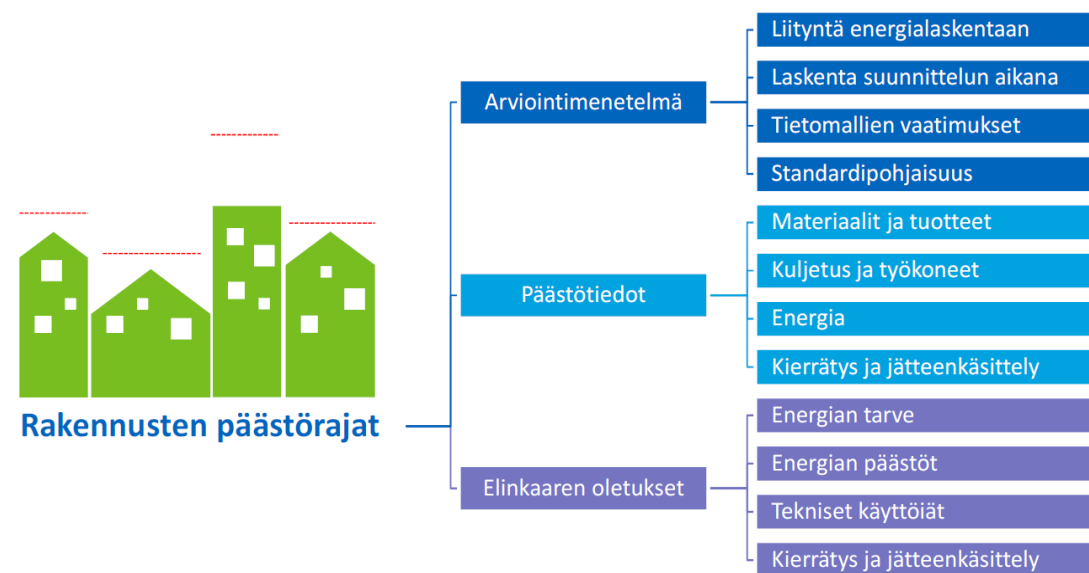 Rakennusten päästörajat
Arviointimenetelmä
Liityntä energialaskentaan
Laskenta suunnittelun aikana
Tietomallien vaatimukset
Standardipohjaisuus
Päästötiedot
Materiaalit ja tuotteet
Kuljetus ja työkoneet
Energia
Kierrätys ja jätteenkäsittely
Elinkaaren oletukset
Energian tarve
Energian päästöt
Tekniset käyttöiät
Kierrätys ja jätteenkäsittely